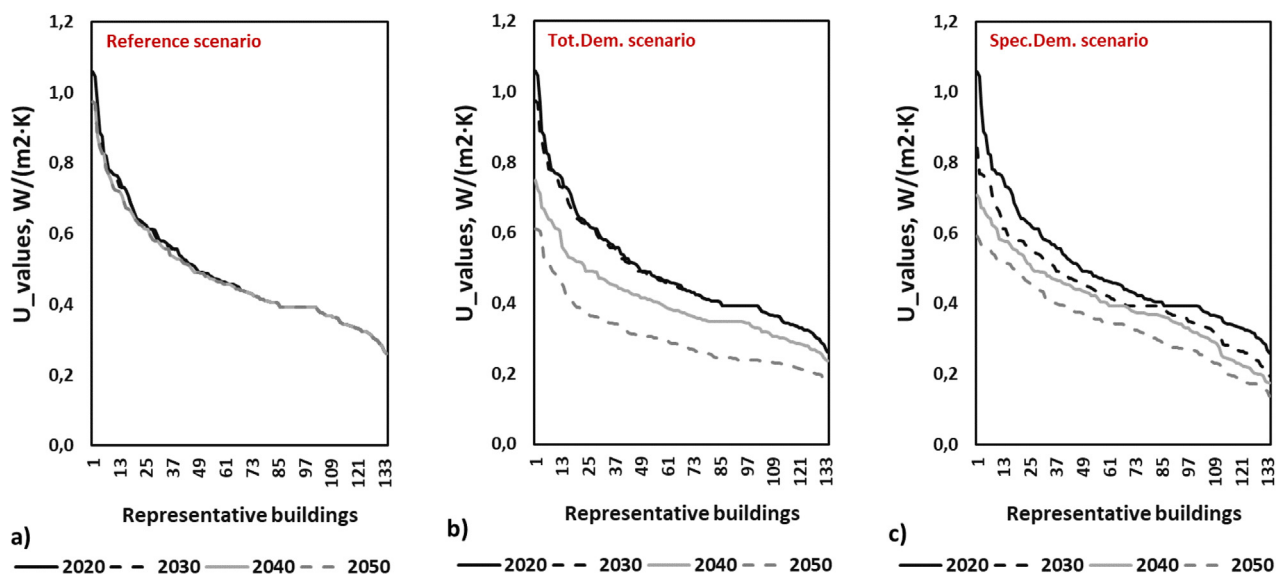 Reference scenario
U_values, W/(m2·K)
1,2
1,0
0,8
0,6
0,4
0,2
0,0
1 13 25 37 49 61 73 85 97 109 121 133
Representative buildings
a)
2020 2030 2040 2050
Tot.Dem. scenario
U_values, W/(m2·K)
1,2
1,0
0,8
0,6
0,4
0,2
0,0
1 13 25 37 49 61 73 85 97 109 121 133
Representative buildings
b)
2020 2030 2040 2050
Spec.Dem. scenario
U_values, W/(m2·K)
1,2
1,0
0,8
0,6
0,4
0,2
0,0
1 13 25 37 49 61 73 85 97 109 121 133
Representative buildings
c)
2020 2030 2040 2050